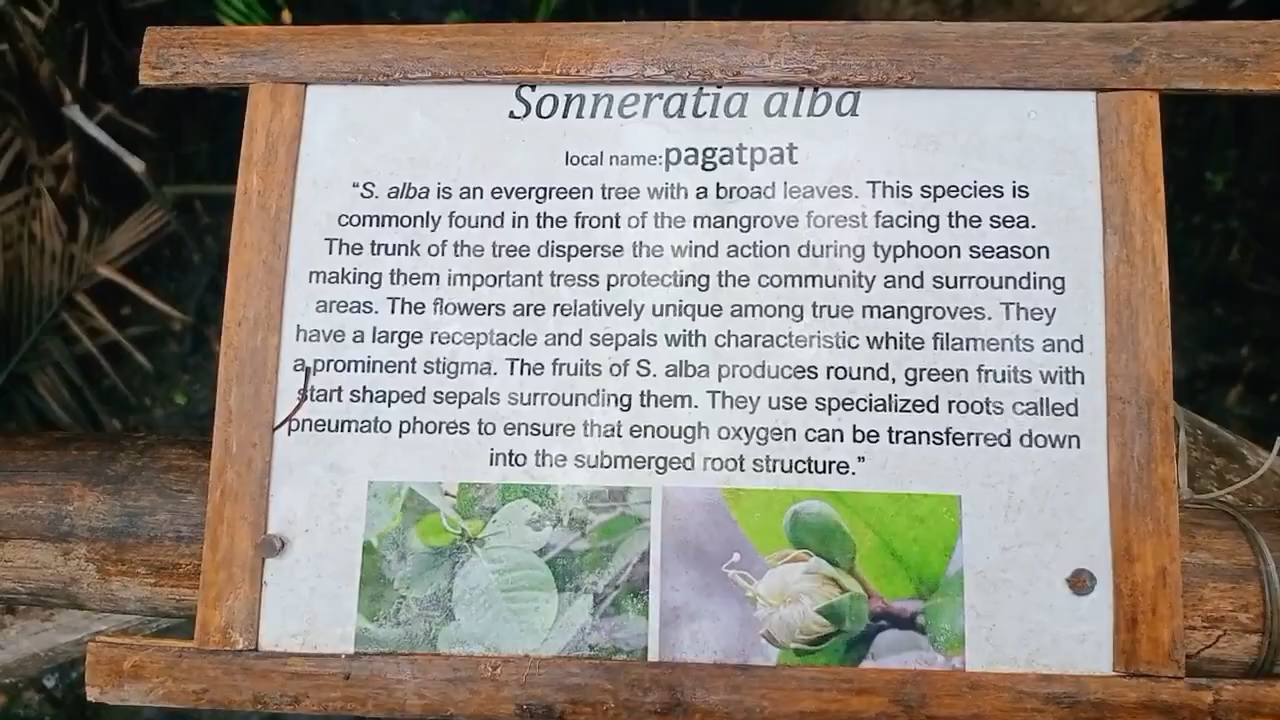 Sonneratia alba
local name:pagatpat
“S. alba is an evergreen tree with a broad leaves. This species is
commonly found in the front of the mangrove forest facing the sea.
The trunk of the tree disperse the wind action during typhoon season
making them important tress protecting the community and surrounding
areas. The flowers are relatively unique among true mangroves. They
have a large receptacle and sepals with characteristic white filaments and
a prominent stigma. The fruits of S. alba produces round, green fruits with
start shaped sepals surrounding them. They use specialized roots called
pneumato phores to ensure that enough oxygen can be transferred down
into the submerged root structure.”